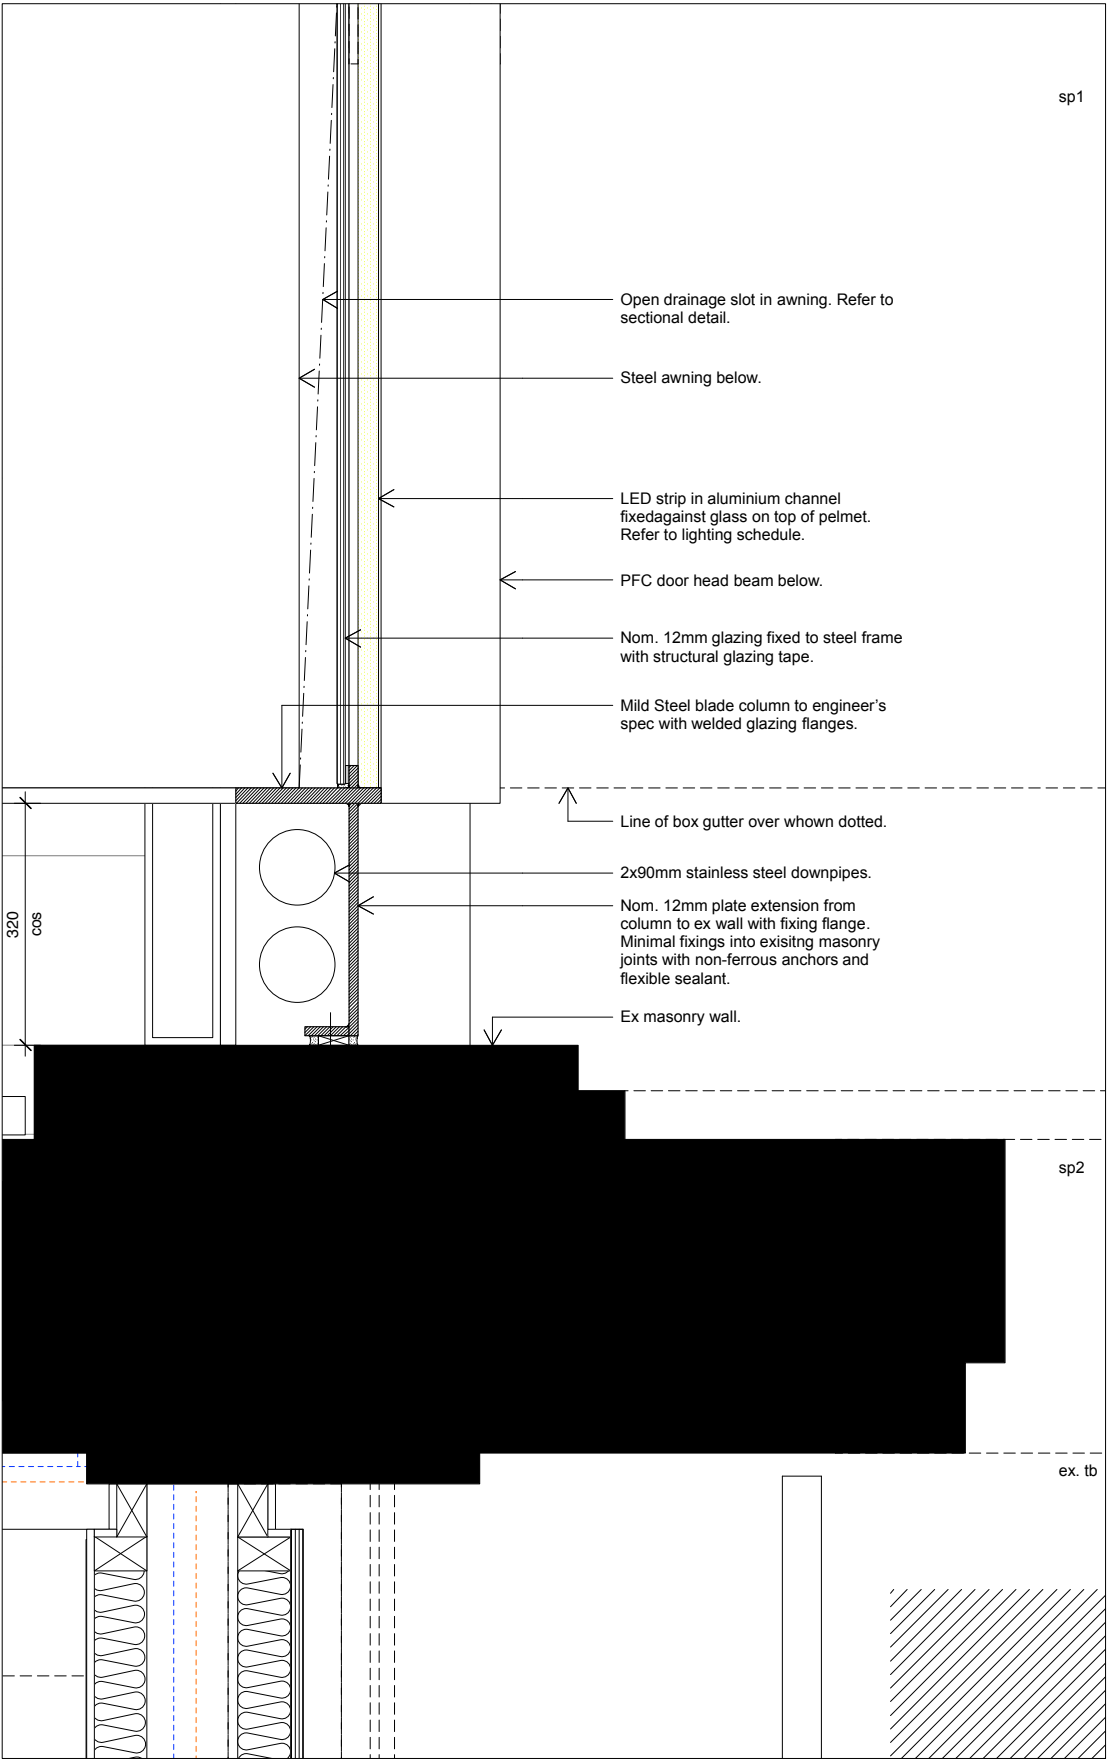 sp1
Open drainage slot in awning. Refer to
sectional detail.
Steel awning below.
LED strip in aluminium channel
fixedagainst glass on top of pelmet.
Refer to lighting schedule.
PFC door head beam below.
Nom. 12mm glazing fixed to steel frame
with structural glazing tape.
Mild Steel blade column to engineer's
spec with welded glazing flanges.
Line of box gutter over whown dotted.
2x90mm stainless steel downpipes.
Nom. 12mm plate extension from
column to ex wall with fixing flange.
Minimal fixings into exisitng masonry
joints with non-ferrous anchors and
flexible sealant.
320
cos
Ex masonry wall.
sp2
ex. tb